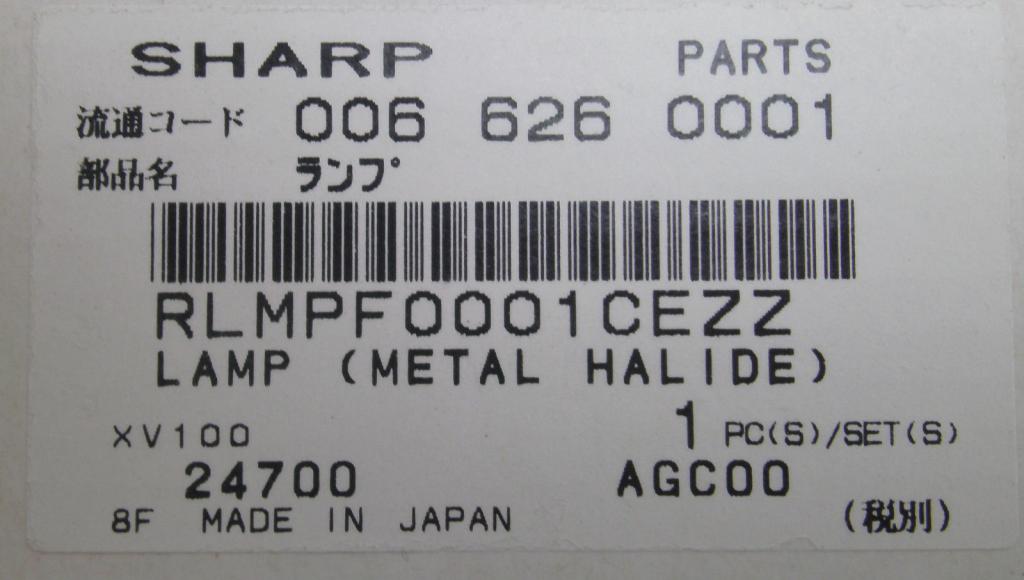 SHARP PARTS
流通コード 006 626 0001
部品名 ランプ
RLMPF0001CEZZ
LAMP (METAL HALIDE)
XV100 1 PC(S)/SET(S)
24700 AGC00
8F MADE IN JAPAN (税別)